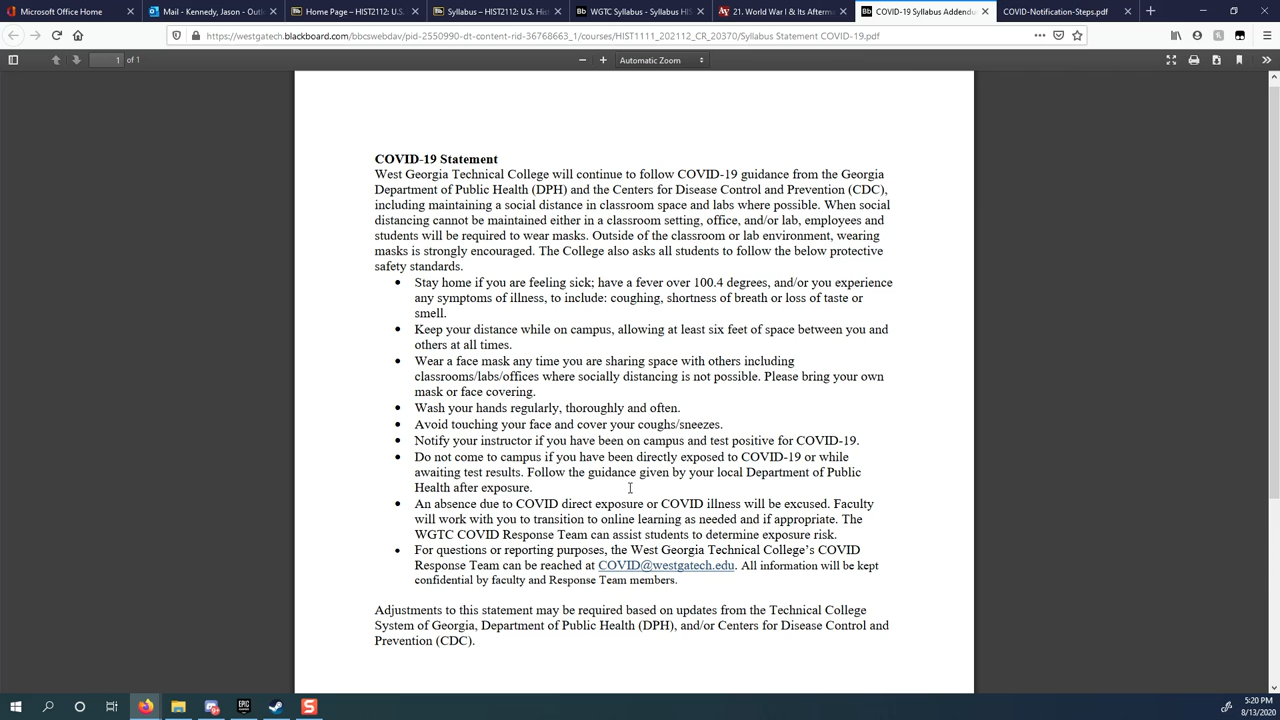 Microsoft Office Home
Mail - Kennedy, Jason - Outl
Home Page – HIST2112: U.S.
Syllabus – HIST2112: U.S. Hist
WGTC Syllabus - Syllabus HIS
21. World War I & Its Afterma
COVID-19 Syllabus Addendu
COVID-Notification-Steps.pdf
https://westgatech.blackboard.com/bbcswebdav/pid-2550990-dt-content-rid-36768663_1/courses/HIST1111_202112_CR_20370/Syllabus Statement COVID-19.pdf
1 of 1
Automatic Zoom
COVID-19 Statement
West Georgia Technical College will continue to follow COVID-19 guidance from the Georgia
Department of Public Health (DPH) and the Centers for Disease Control and Prevention (CDC),
including maintaining a social distance in classroom space and labs where possible. When social
distancing cannot be maintained either in a classroom setting, office, and/or lab, employees and
students will be required to wear masks. Outside of the classroom or lab environment, wearing
masks is strongly encouraged. The College also asks all students to follow the below protective
safety standards.
• Stay home if you are feeling sick; have a fever over 100.4 degrees, and/or you experience
any symptoms of illness, to include: coughing, shortness of breath or loss of taste or
smell.
• Keep your distance while on campus, allowing at least six feet of space between you and
others at all times.
• Wear a face mask any time you are sharing space with others including
classrooms/labs/offices where socially distancing is not possible. Please bring your own
mask or face covering.
• Wash your hands regularly, thoroughly and often.
• Avoid touching your face and cover your coughs/sneezes.
• Notify your instructor if you have been on campus and test positive for COVID-19.
• Do not come to campus if you have been directly exposed to COVID-19 or while
awaiting test results. Follow the guidance given by your local Department of Public
Health after exposure.
• An absence due to COVID direct exposure or COVID illness will be excused. Faculty
will work with you to transition to online learning as needed and if appropriate. The
WGTC COVID Response Team can assist students to determine exposure risk.
• For questions or reporting purposes, the West Georgia Technical College's COVID
Response Team can be reached at COVID@westgatech.edu. All information will be kept
confidential by faculty and Response Team members.
Adjustments to this statement may be required based on updates from the Technical College
System of Georgia, Department of Public Health (DPH), and/or Centers for Disease Control and
Prevention (CDC).
5:20 PM
8/13/2020